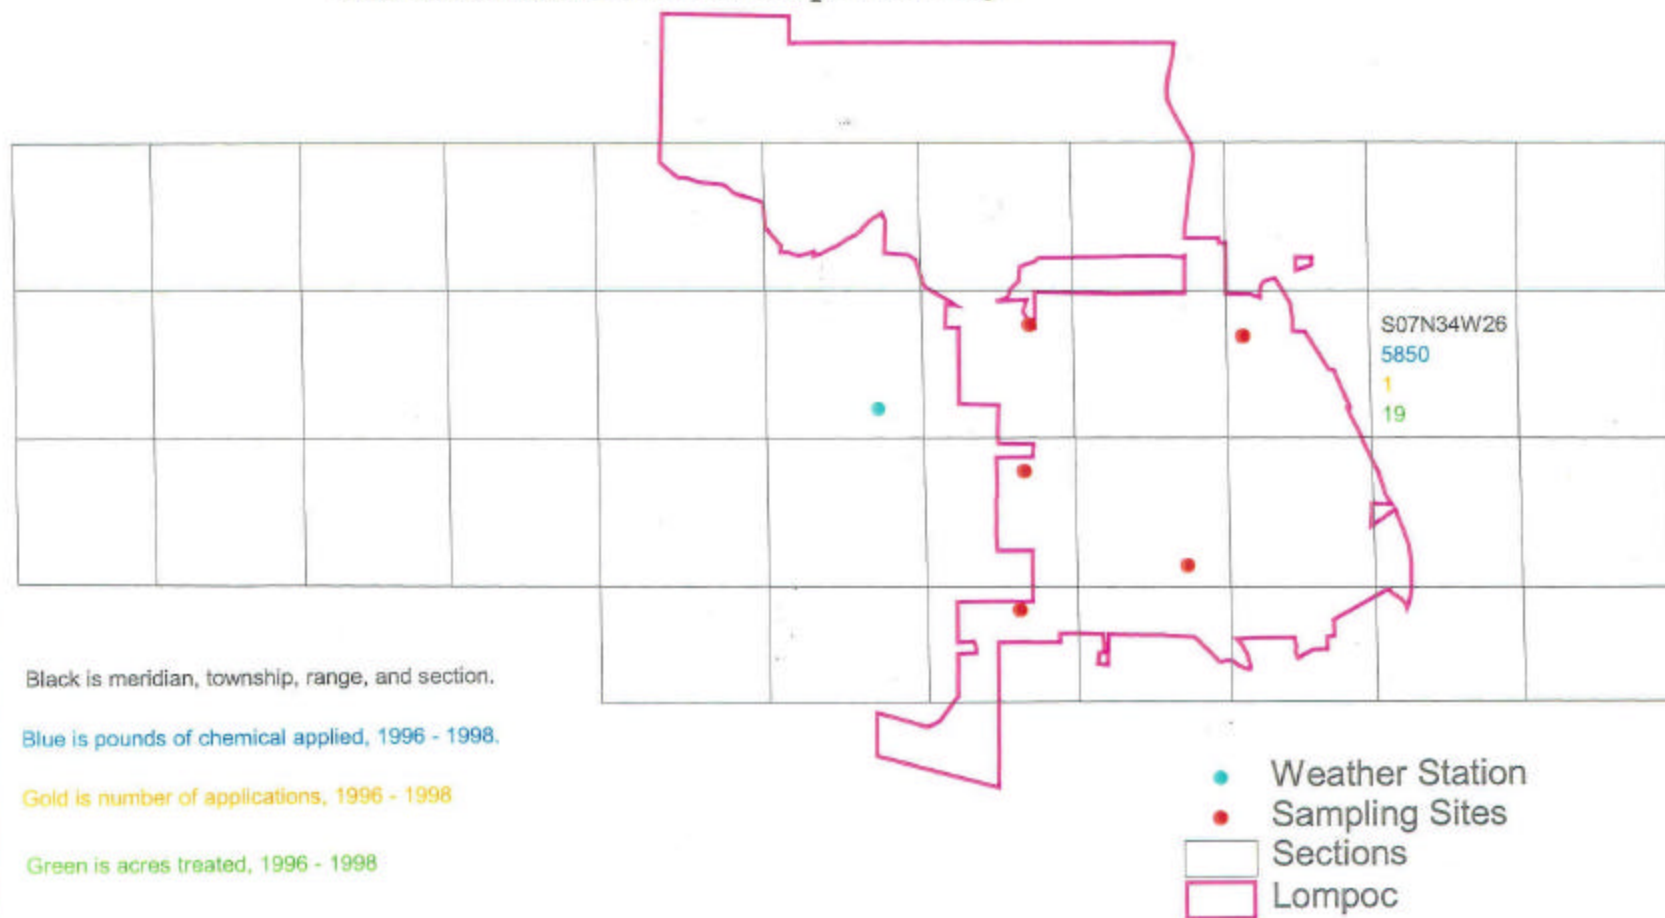 S07N34W26
5850
1
19
Black is meridian, township, range, and section.
Blue is pounds of chemical applied, 1996 - 1998.
Gold is number of applications, 1996 - 1998
Green is acres treated, 1996 - 1998
Weather Station
Sampling Sites
Sections
Lompoc